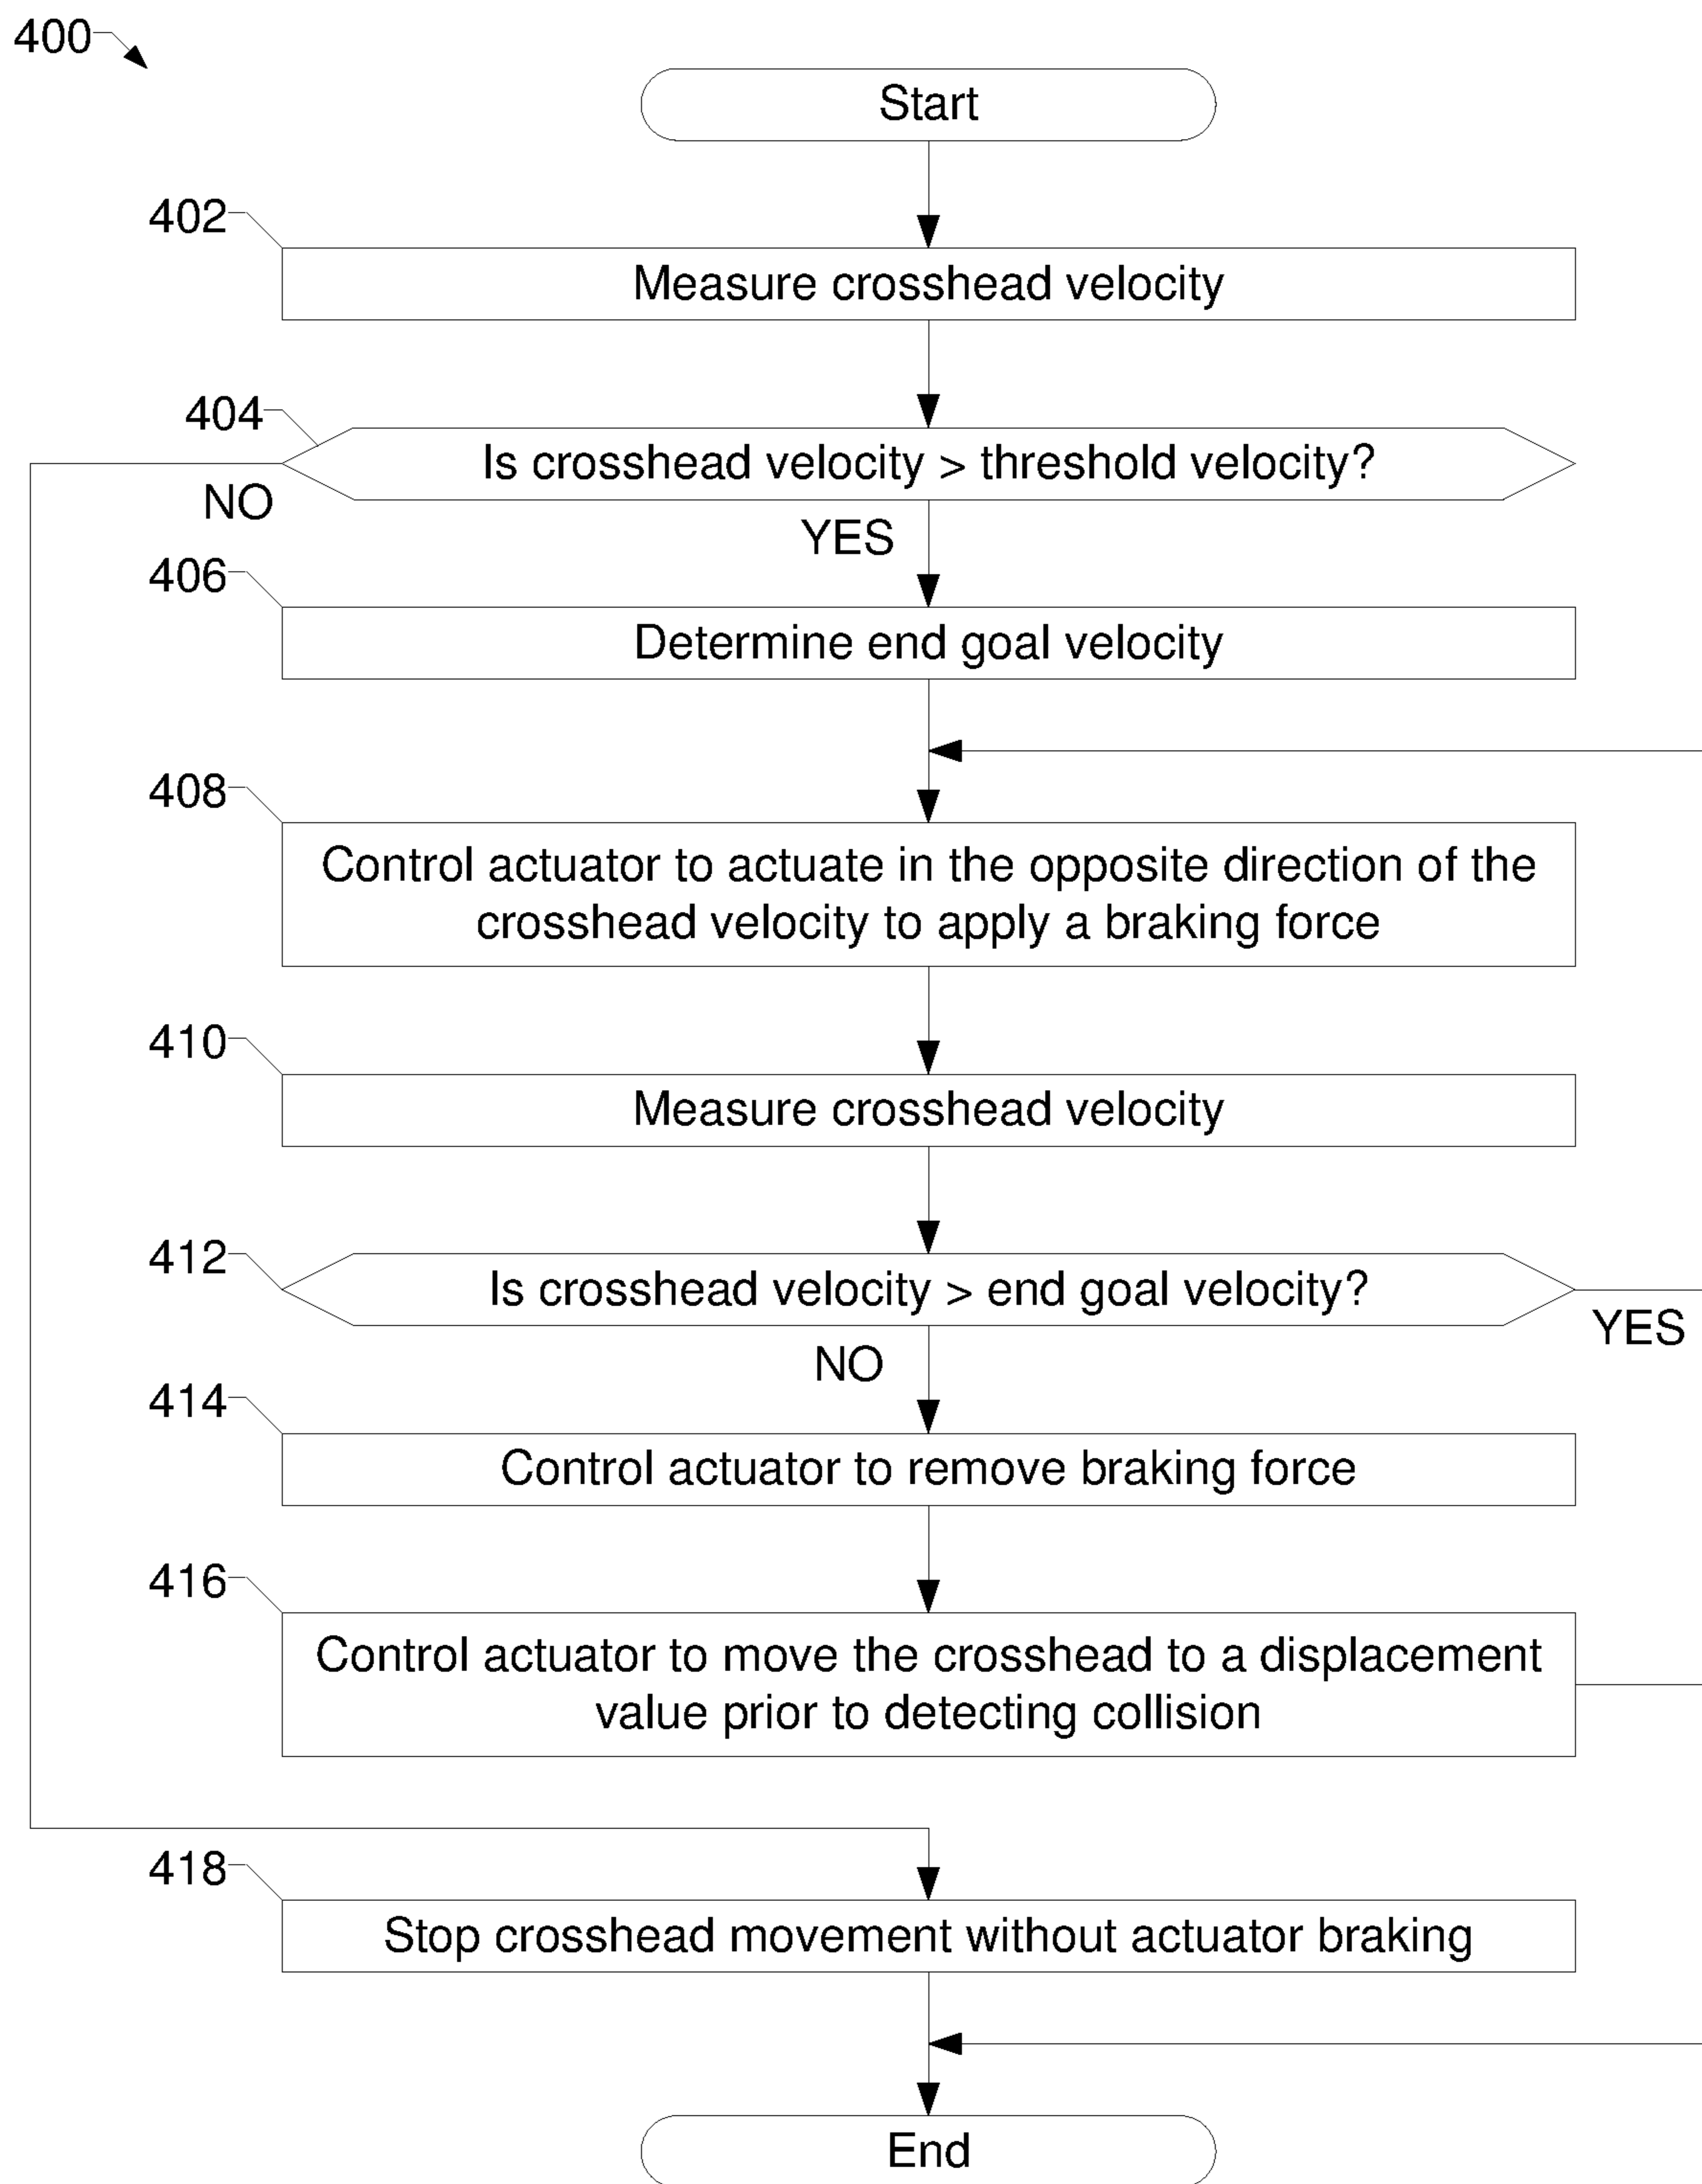 400
Start
402
Measure crosshead velocity
404
Is crosshead velocity > threshold velocity?
NO
YES
406
Determine end goal velocity
408
Control actuator to actuate in the opposite direction of the
crosshead velocity to apply a braking force
410
Measure crosshead velocity
412
Is crosshead velocity > end goal velocity?
YES
NO
414
Control actuator to remove braking force
416
Control actuator to move the crosshead to a displacement
value prior to detecting collision
418
Stop crosshead movement without actuator braking
End